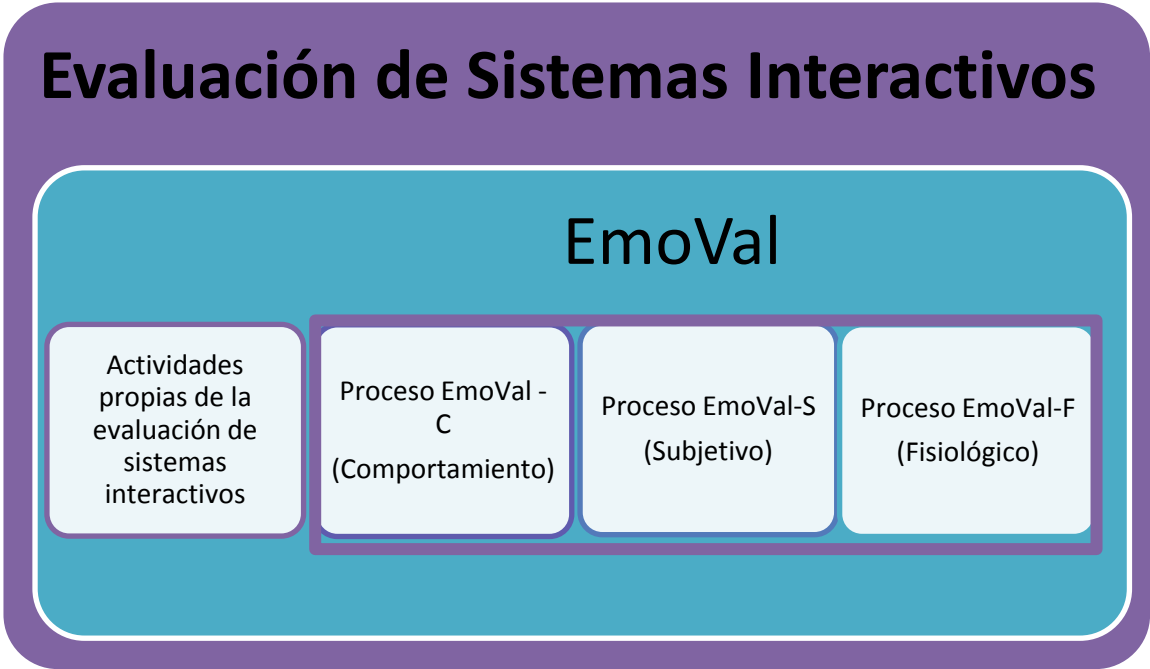 Evaluación de Sistemas Interactivos
EmoVal
Actividades
propias de la
evaluación de
sistemas
interactivos
Proceso EmoVal -
C
(Comportamiento)
Proceso EmoVal-S
(Subjetivo)
Proceso EmoVal-F
(Fisiológico)